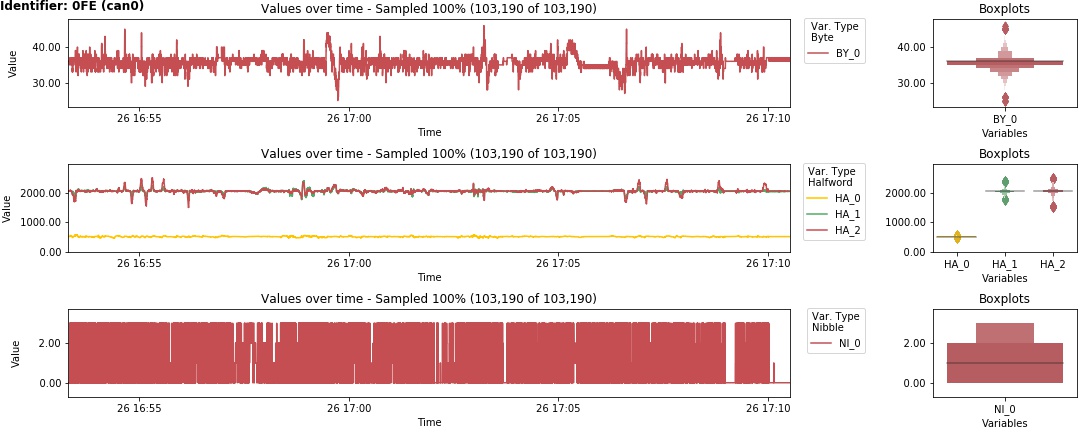 Identifier: 0FE (can0)
Values over time - Sampled 100% (103,190 of 103,190)
Value
40.00
30.00
26 16:55
26 17:00
26 17:05
26 17:10
Time
Var. Type
Byte
BY_0
Boxplots
40.00
30.00
BY_0
Variables
Values over time - Sampled 100% (103,190 of 103,190)
Value
2000.00
1000.00
0.00
26 16:55
26 17:00
26 17:05
26 17:10
Time
Var. Type
Halfword
HA_0
HA_1
HA_2
Boxplots
2000.00
1000.00
0.00
HA_0
HA_1
HA_2
Variables
Values over time - Sampled 100% (103,190 of 103,190)
Value
2.00
0.00
26 16:55
26 17:00
26 17:05
26 17:10
Time
Var. Type
Nibble
NI_0
Boxplots
2.00
0.00
NI_0
Variables